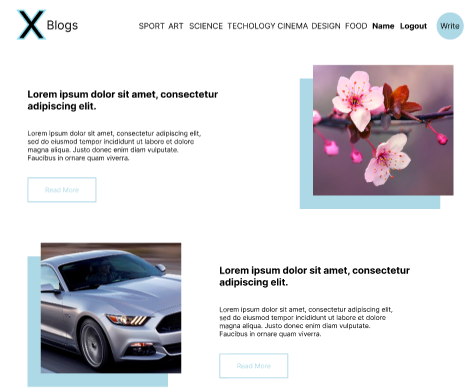 X Blogs SPORT ART SCIENCE TECHOLOGY CINEMA DESIGN FOOD Name Logout Write
Lorem ipsum dolor sit amet, consectetur
adipiscing elit.
Lorem ipsum dolor sit amet, consectetur adipiscing elit,
sed do eiusmod tempor incididunt ut labore et dolore
magna aliqua. Justo donec enim diam vulputate.
Faucibus in ornare quam viverra.
Read More
Lorem ipsum dolor sit amet, consectetur
adipiscing elit.
Lorem ipsum dolor sit amet, consectetur adipiscing elit,
sed do eiusmod tempor incididunt ut labore et dolore
magna aliqua. Justo donec enim diam vulputate.
Faucibus in ornare quam viverra.
Read More